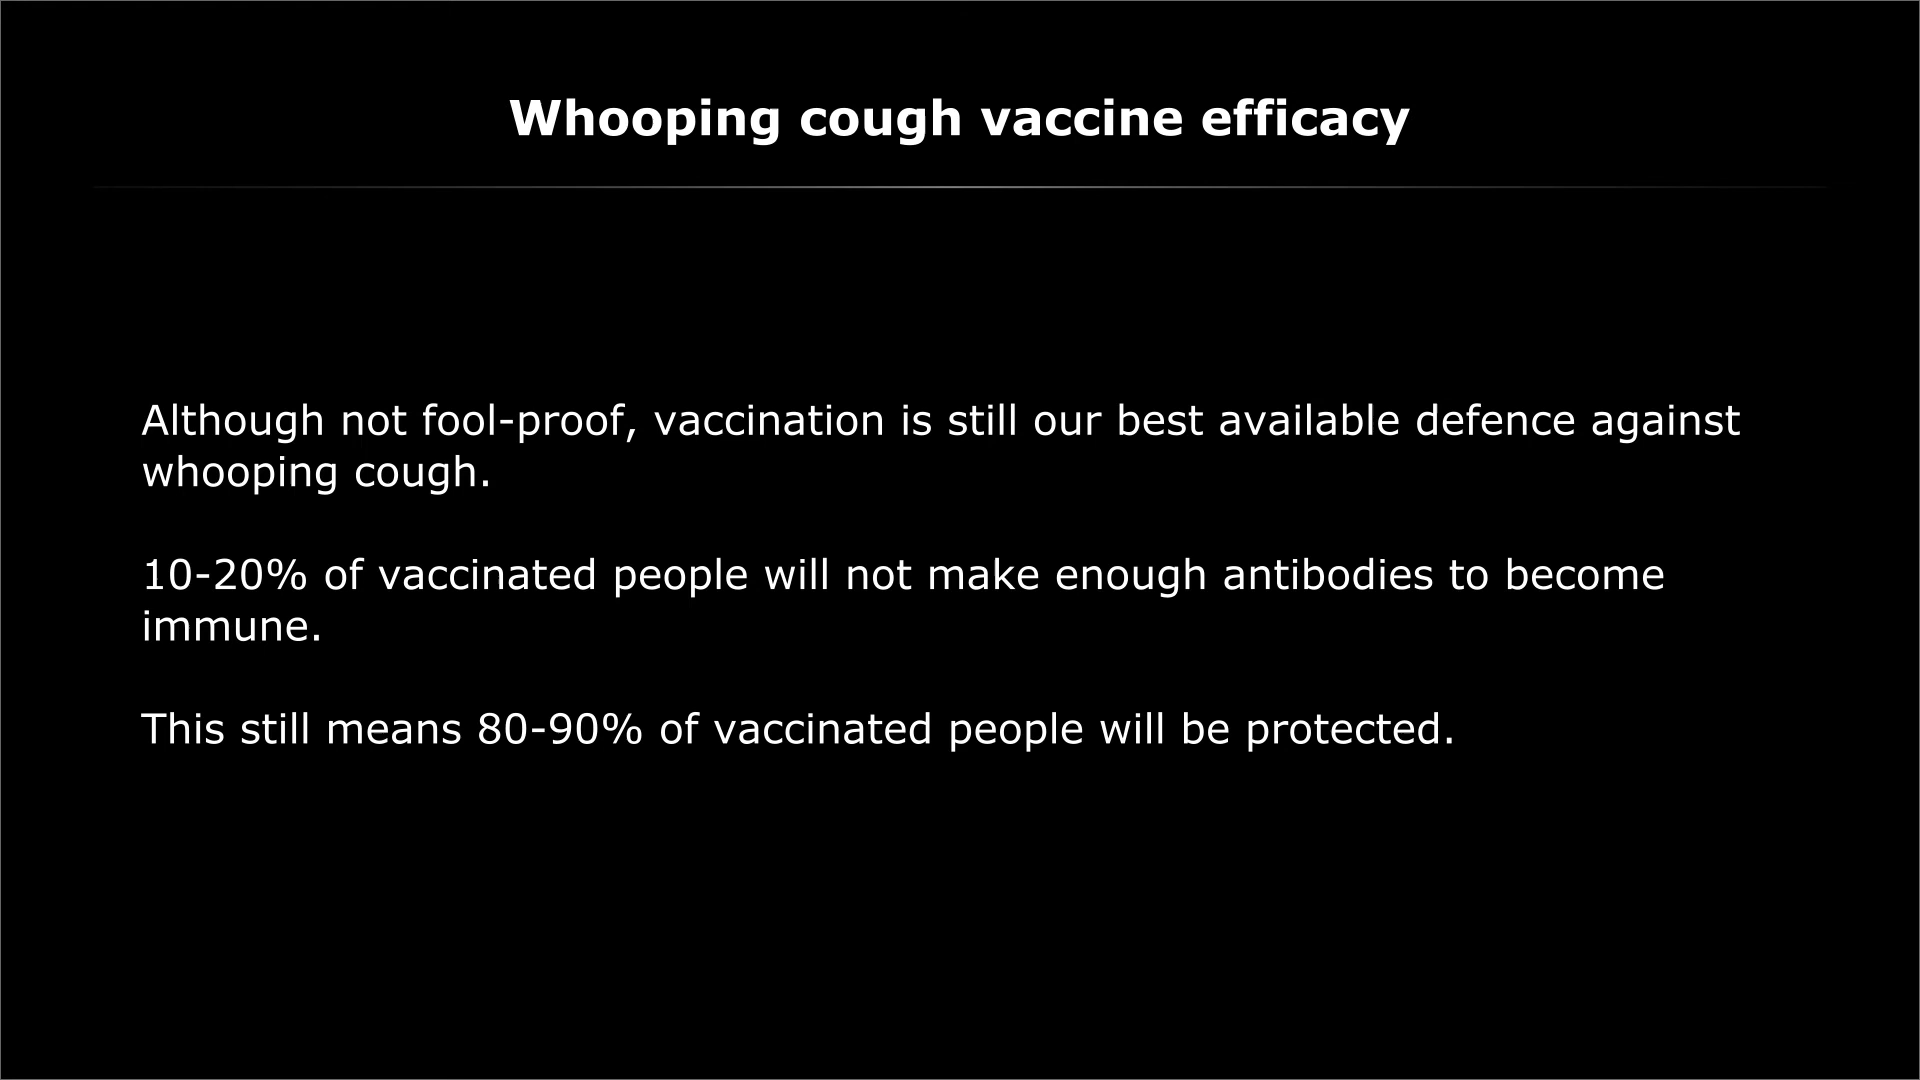 Whooping cough vaccine efficacy
Although not fool-proof, vaccination is still our best available defence against
whooping cough.
10-20% of vaccinated people will not make enough antibodies to become
immune.
This still means 80-90% of vaccinated people will be protected.